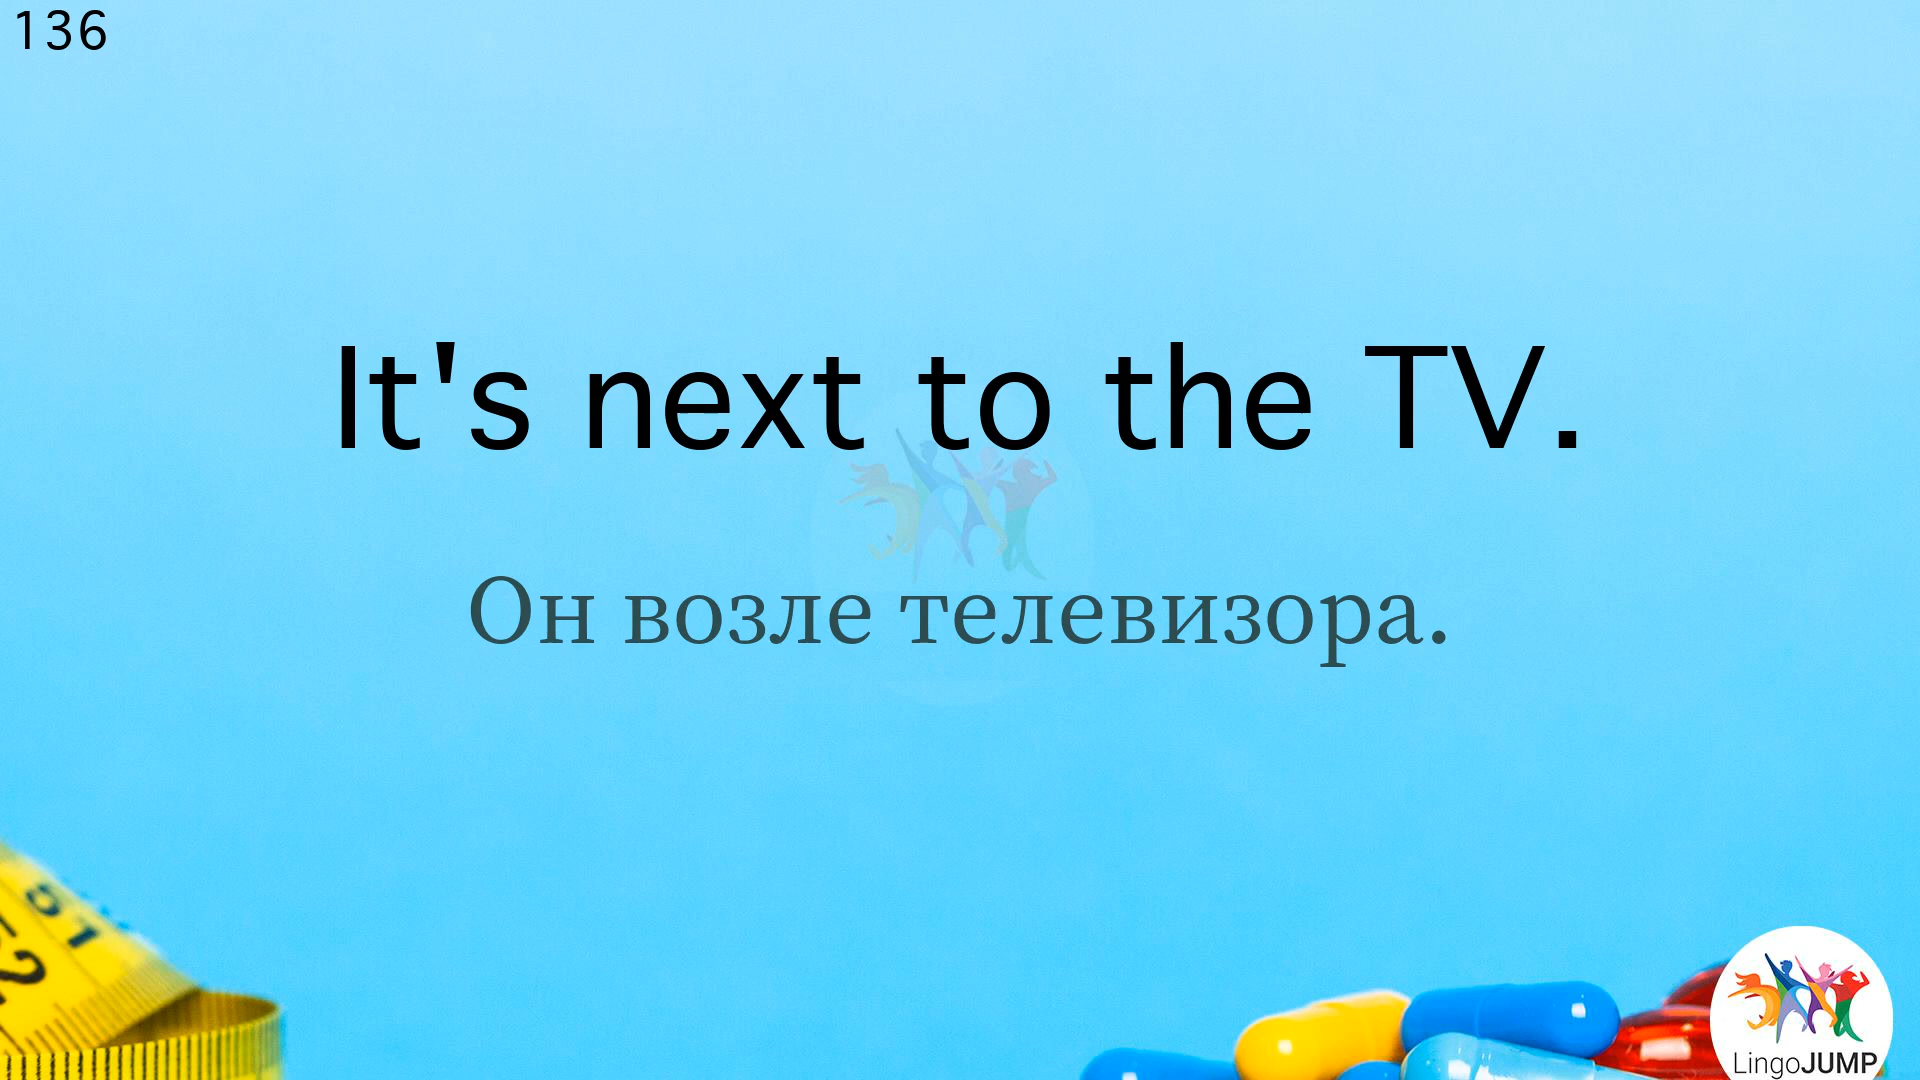 136
It's next to the TV.
Он возле телевизора.
LingoJUMP